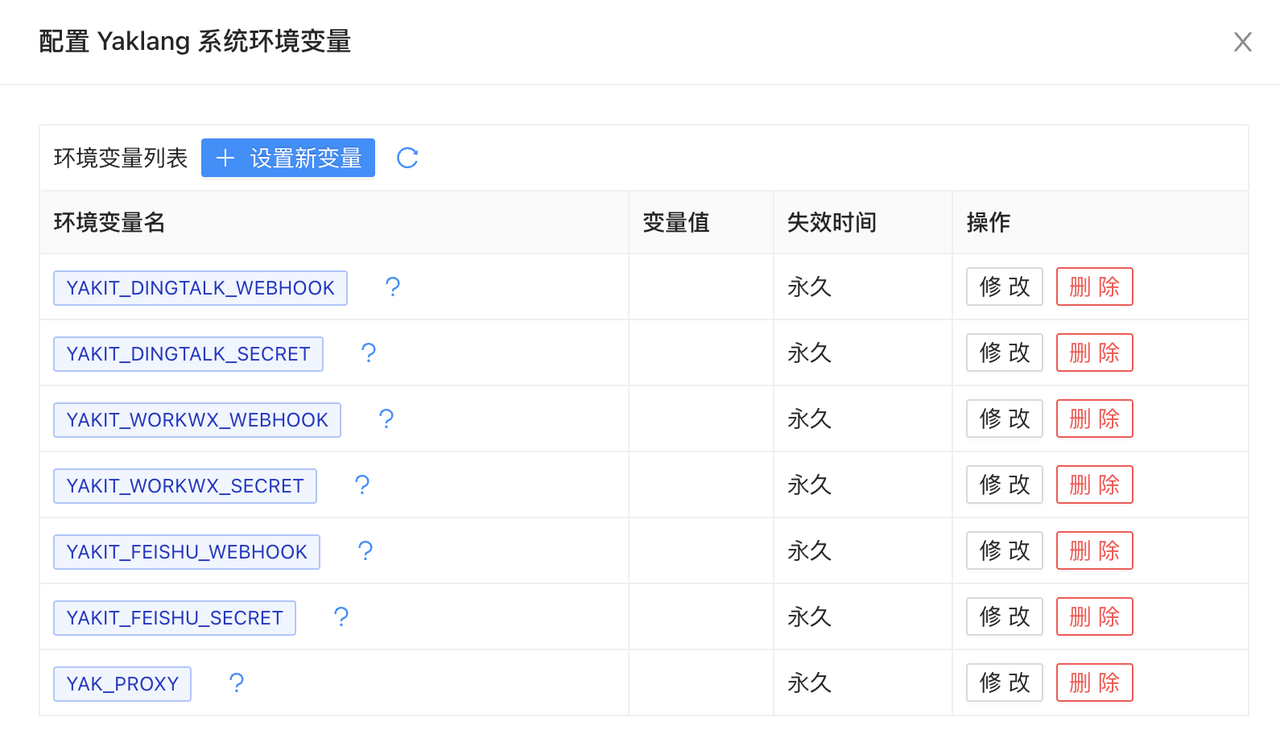 配置 Yaklang 系统环境变量
环境变量列表 + 设置新变量
环境变量名 变量值 失效时间 操作
YAKIT_DINGTALK_WEBHOOK ? 永久 修改 删除
YAKIT_DINGTALK_SECRET ? 永久 修改 删除
YAKIT_WORKWX_WEBHOOK ? 永久 修改 删除
YAKIT_WORKWX_SECRET ? 永久 修改 删除
YAKIT_FEISHU_WEBHOOK ? 永久 修改 删除
YAKIT_FEISHU_SECRET ? 永久 修改 删除
YAK_PROXY ? 永久 修改 删除